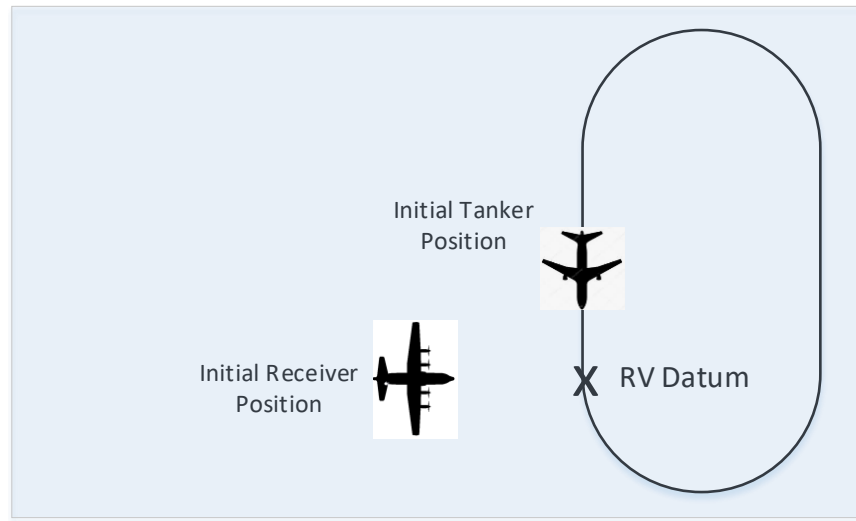 Initial Tanker
Position
Initial Receiver
Position
X RV Datum